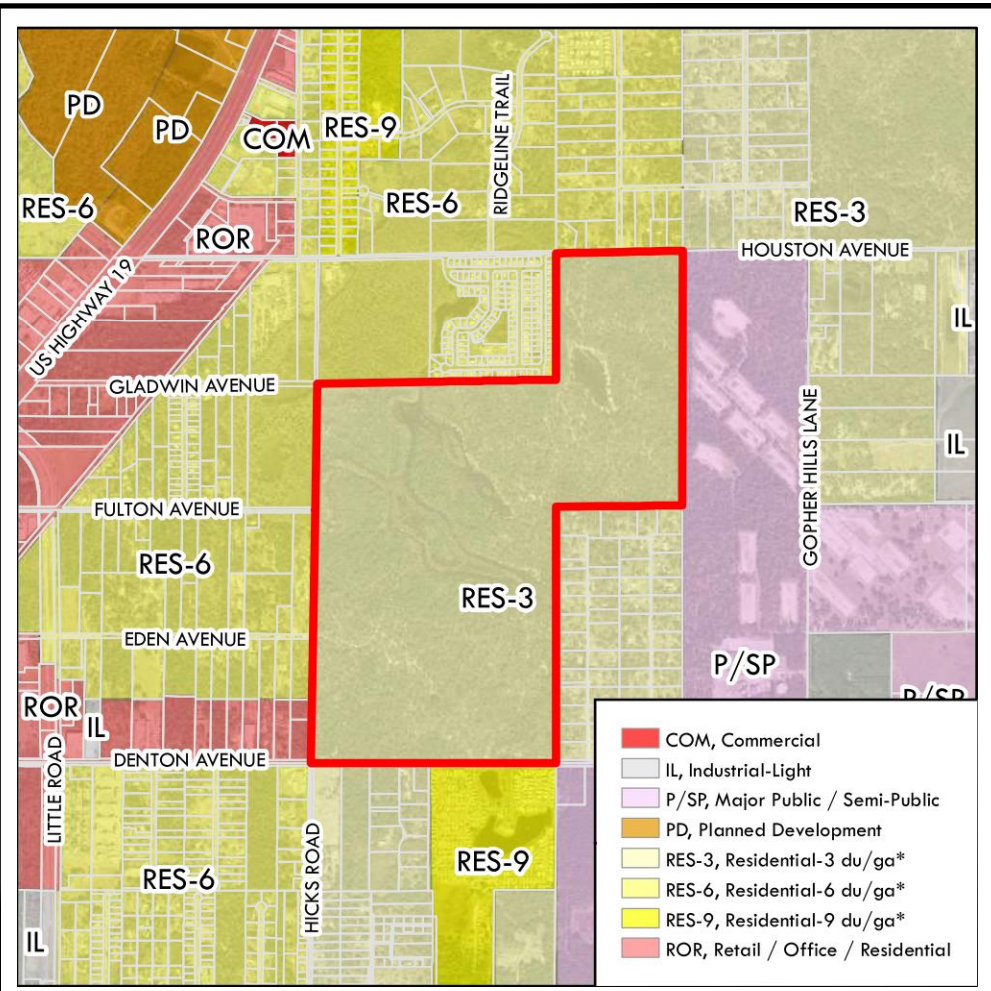 PD
PD
COM
RES-9
RIDGELINE TRAIL
RES-6
RES-6
RES-3
ROR
HOUSTON AVENUE
US HIGHWAY 19
IL
GLADWIN AVENUE
GOPHER HILLS LANE
IL
FULTON AVENUE
RES-6
RES-3
EDEN AVENUE
P/SP
P/SP
ROR
IL
DENTON AVENUE
LITTLE ROAD
HICKS ROAD
RES-9
RES-6
IL
COM, Commercial
IL, Industrial-Light
P/SP, Major Public / Semi-Public
PD, Planned Development
RES-3, Residential-3 du/ga*
RES-6, Residential-6 du/ga*
RES-9, Residential-9 du/ga*
ROR, Retail / Office / Residential